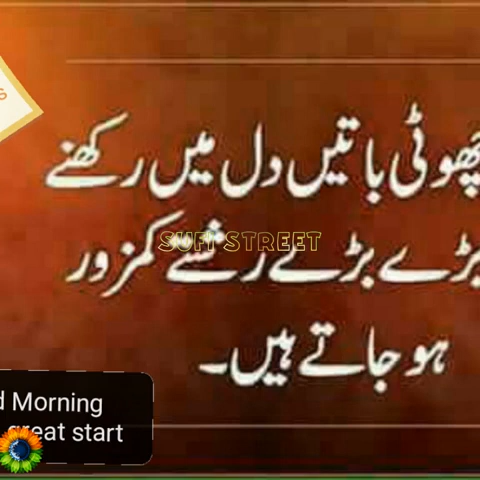 چھوٹی باتیں دل میں رکھنے
بڑے بڑے رشتے کمزور
ہو جاتے ہیں۔
SUFI STREET
d Morning
great start